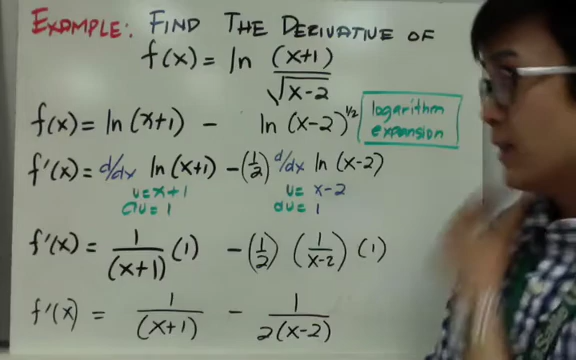 EXAMPLE: FIND THE DERIVATIVE OF
f(x) = ln (x+1)/√(x-2)
f(x) = ln(x+1) - ln(x-2)^1/2 logarithm expansion
f'(x) = d/dx ln(x+1) - (1/2) d/dx ln(x-2)
u = x+1 u = x-2
du = 1 du = 1
f'(x) = 1/(x+1) (1) - (1/2) (1/x-2) (1)
f'(x) = 1/(x+1) - 1/2(x-2)